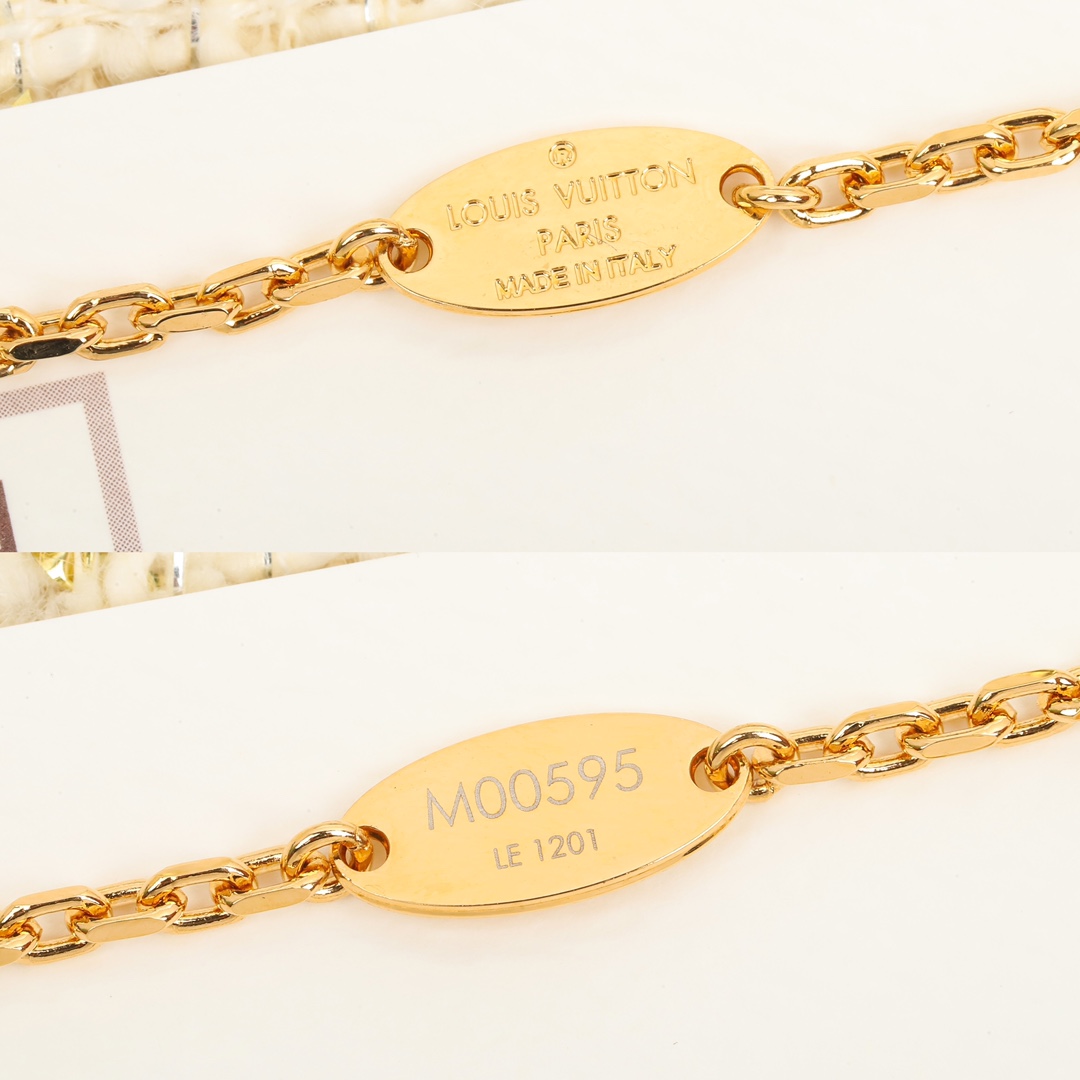 ®
LOUIS VUITTON
PARIS
MADE IN ITALY
M00595
LE 1201